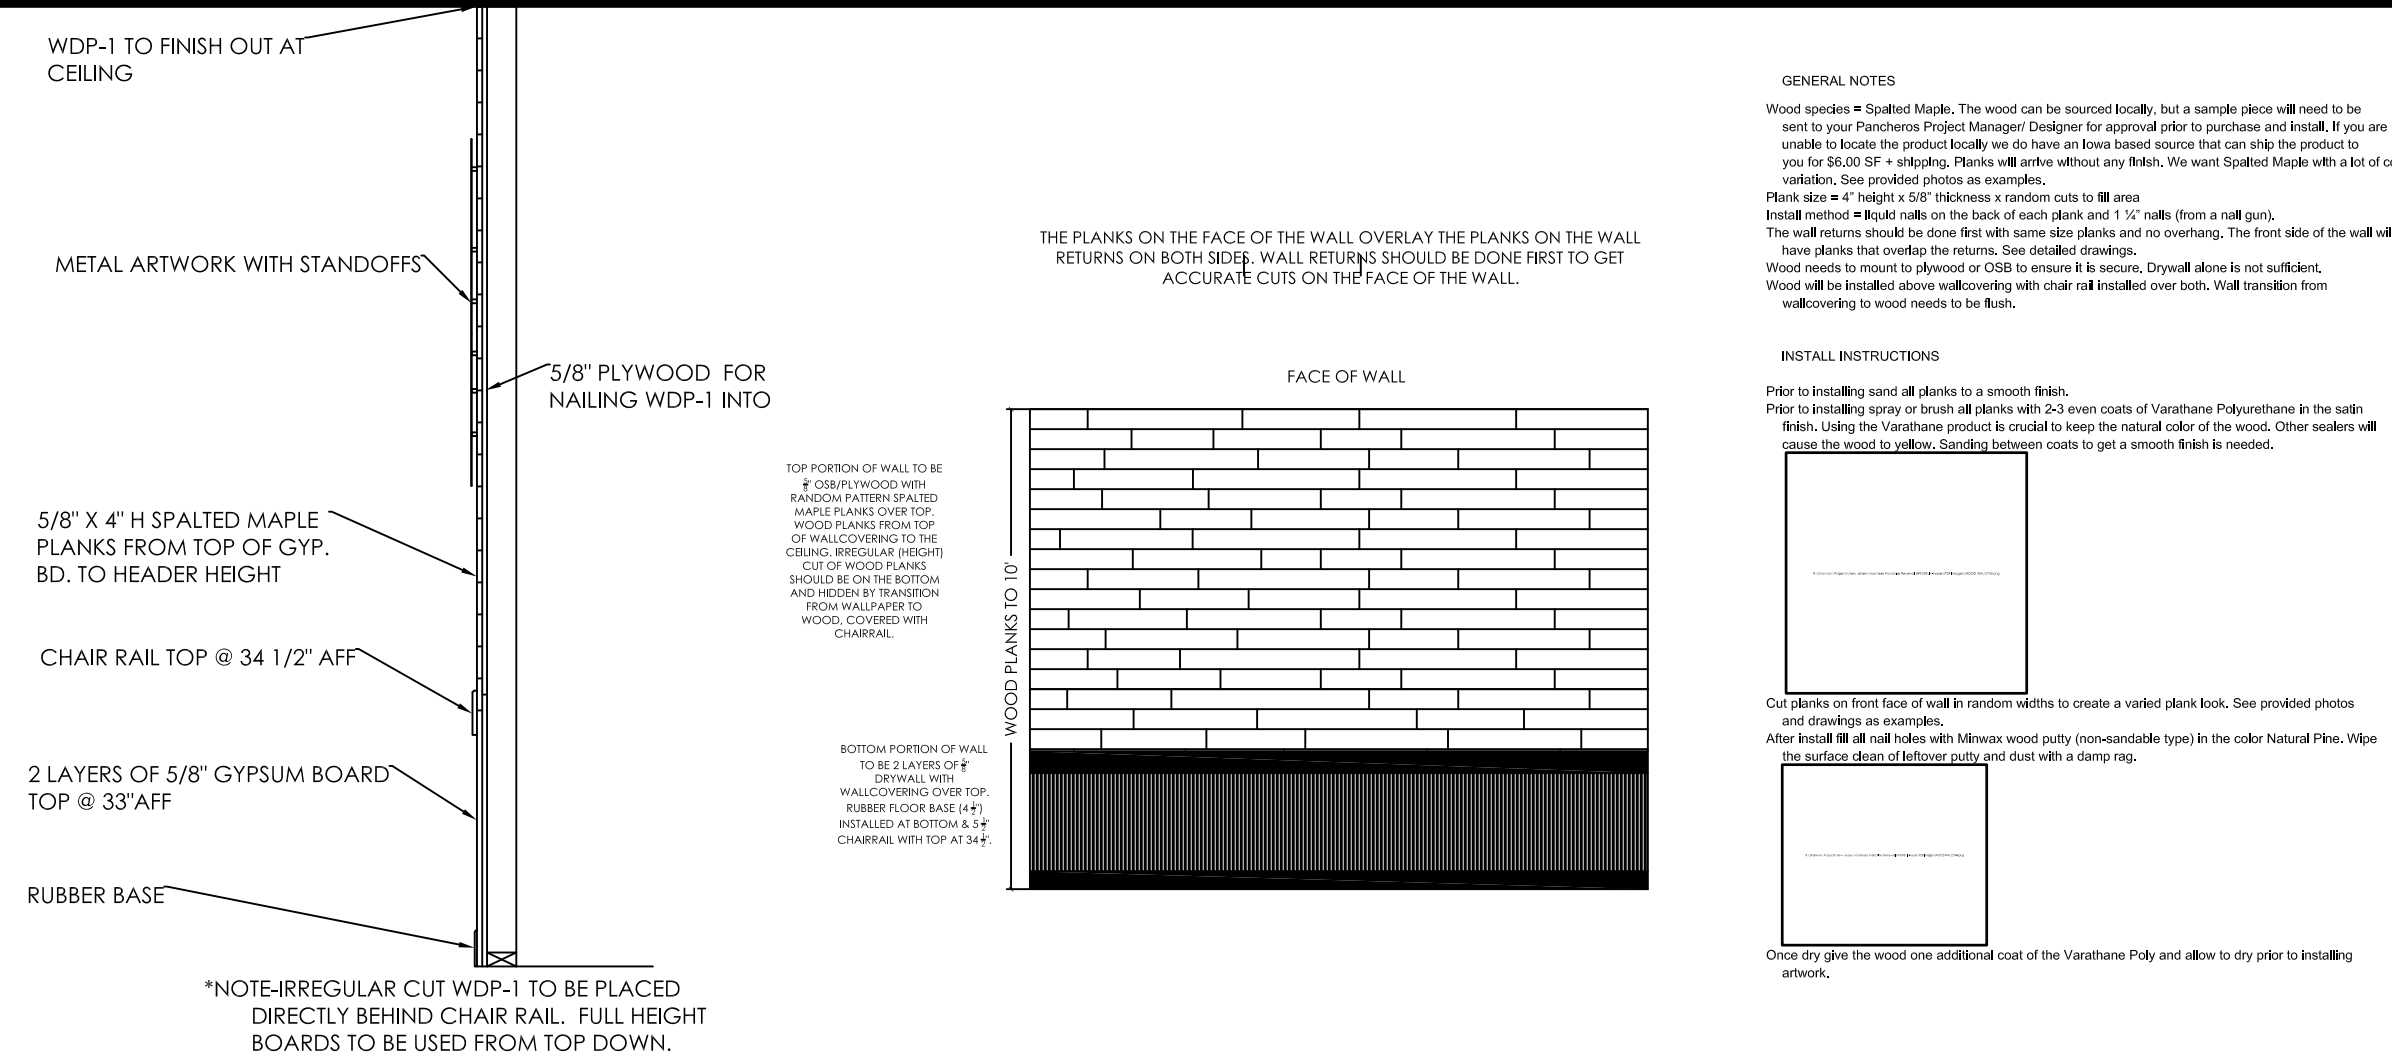 WDP-1 TO FINISH OUT AT
CEILING
METAL ARTWORK WITH STANDOFFS
5/8" PLYWOOD FOR
NAILING WDP-1 INTO
5/8" X 4" H SPALTED MAPLE
PLANKS FROM TOP OF GYP.
BD. TO HEADER HEIGHT
CHAIR RAIL TOP @ 34 1/2" AFF
2 LAYERS OF 5/8" GYPSUM BOARD
TOP @ 33"AFF
RUBBER BASE
*NOTE-IRREGULAR CUT WDP-1 TO BE PLACED
DIRECTLY BEHIND CHAIR RAIL. FULL HEIGHT
BOARDS TO BE USED FROM TOP DOWN.
THE PLANKS ON THE FACE OF THE WALL OVERLAY THE PLANKS ON THE WALL
RETURNS ON BOTH SIDES. WALL RETURNS SHOULD BE DONE FIRST TO GET
ACCURATE CUTS ON THE FACE OF THE WALL.
FACE OF WALL
TOP PORTION OF WALL TO BE
5/8" OSB/PLYWOOD WITH
RANDOM PATTERN SPALTED
MAPLE PLANKS OVER TOP.
WOOD PLANKS FROM TOP
OF WALLCOVERING TO THE
CEILING. IRREGULAR (HEIGHT)
CUT OF WOOD PLANKS
SHOULD BE ON THE BOTTOM
AND HIDDEN BY TRANSITION
FROM WALLPAPER TO
WOOD, COVERED WITH
CHAIRRAIL.
WOOD PLANKS TO 10'
BOTTOM PORTION OF WALL
TO BE 2 LAYERS OF 5/8"
DRYWALL WITH
WALLCOVERING OVER TOP.
RUBBER FLOOR BASE (4 1/2")
INSTALLED AT BOTTOM & 5 1/2"
CHAIRRAIL WITH TOP AT 34 1/2".
GENERAL NOTES
Wood species = Spalted Maple. The wood can be sourced locally, but a sample piece will need to be
sent to your Pancheros Project Manager/ Designer for approval prior to purchase and install. If you are
unable to locate the product locally we do have an Iowa based source that can ship the product to
you for $6.00 SF + shipping. Planks will arrive without any finish. We want Spalted Maple with a lot of co
variation. See provided photos as examples.
Plank size = 4" height x 5/8" thickness x random cuts to fill area
Install method = liquid nails on the back of each plank and 1 ¼" nails (from a nail gun).
The wall returns should be done first with same size planks and no overhang. The front side of the wall wil
have planks that overlap the returns. See detailed drawings.
Wood needs to mount to plywood or OSB to ensure it is secure. Drywall alone is not sufficient.
Wood will be installed above wallcovering with chair rail installed over both. Wall transition from
wallcovering to wood needs to be flush.
INSTALL INSTRUCTIONS
Prior to installing sand all planks to a smooth finish.
Prior to installing spray or brush all planks with 2-3 even coats of Varathane Polyurethane in the satin
finish. Using the Varathane product is crucial to keep the natural color of the wood. Other sealers will
cause the wood to yellow. Sanding between coats to get a smooth finish is needed.
Cut planks on front face of wall in random widths to create a varied plank look. See provided photos
and drawings as examples.
After install fill all nail holes with Minwax wood putty (non-sandable type) in the color Natural Pine. Wipe
the surface clean of leftover putty and dust with a damp rag.
Once dry give the wood one additional coat of the Varathane Poly and allow to dry prior to installing
artwork.